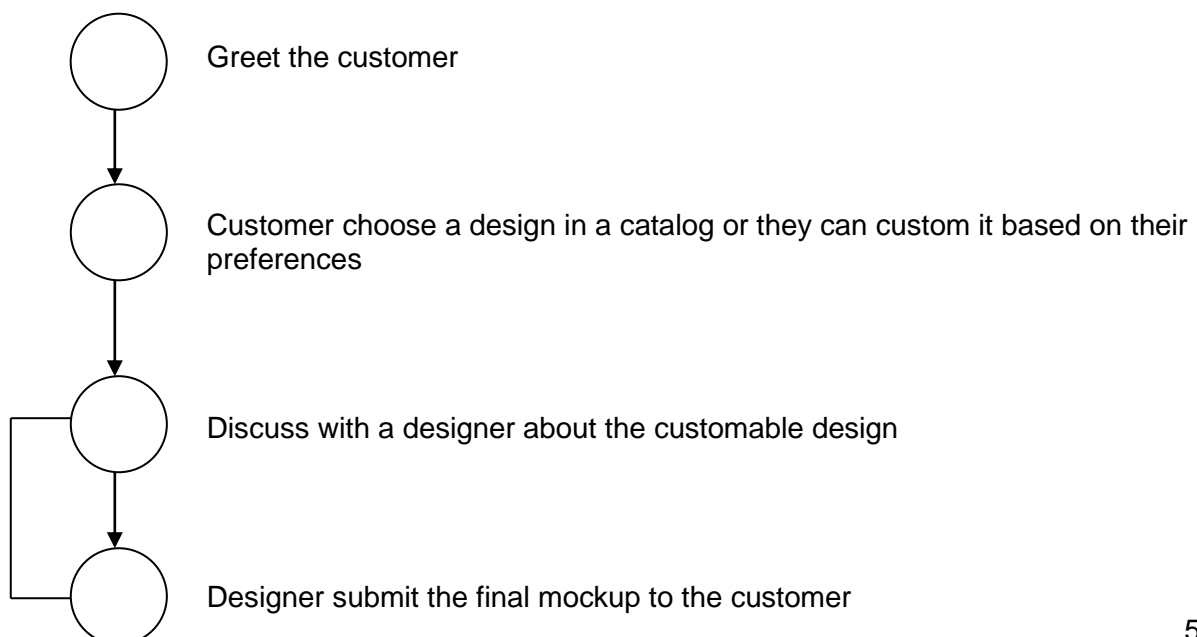 Greet the customer
Customer choose a design in a catalog or they can custom it based on their
preferences
Discuss with a designer about the customable design
Designer submit the final mockup to the customer
5